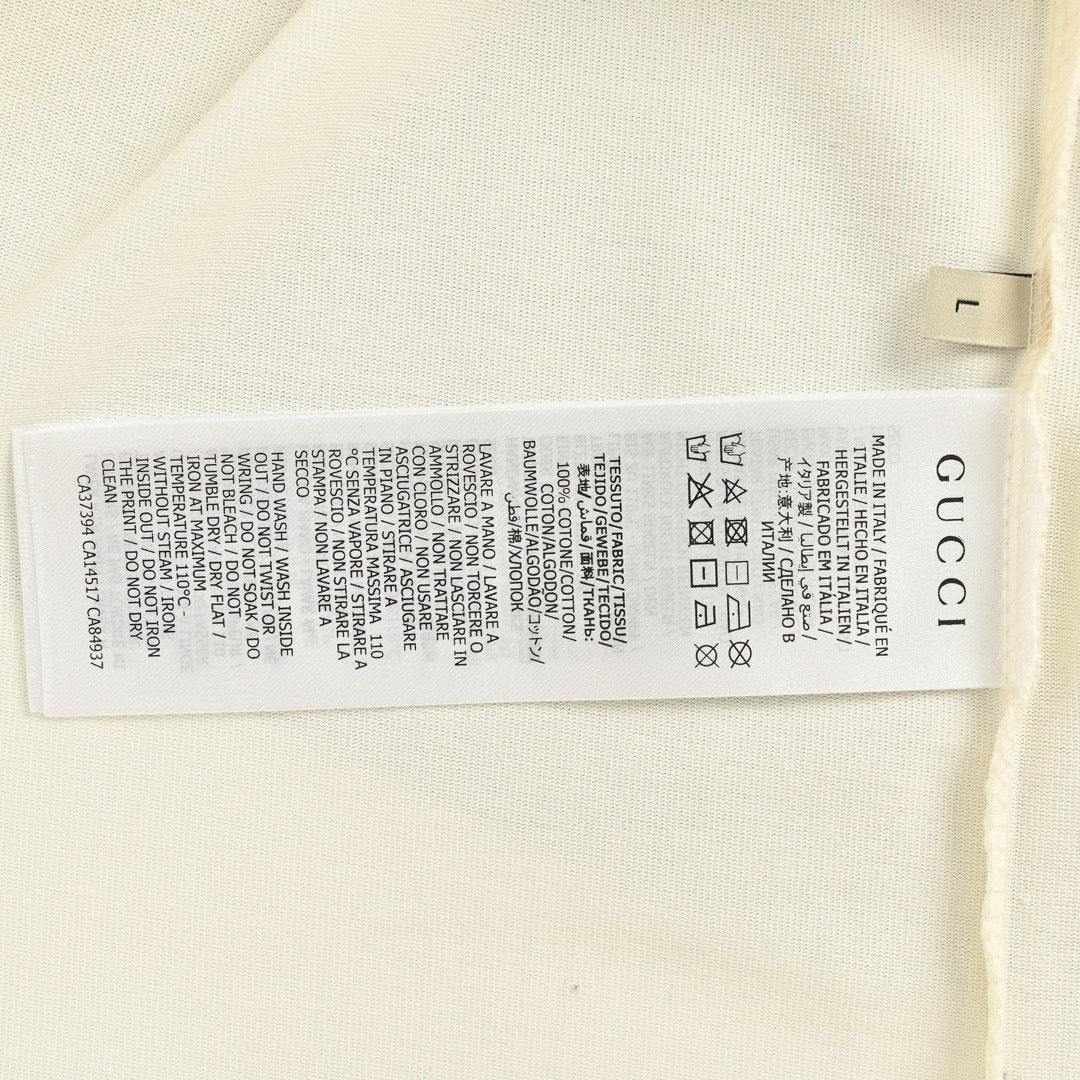 L
GUCCI
MADE IN ITALY / FABRIQUÉ EN
ITALIE / HECHO EN ITALIA /
HERGESTELLT IN ITALIEN /
FABRICADO EM ITÁLIA /
イタリア製 / صنع في إيطاليا /
产地:意大利 / СДЕЛАНО В
ИТАЛИИ
TESSUTO/FABRIC/TISSU/
TEJIDO/GEWEBE/TECIDO/
表地/قماش/面料/ТКАНЬ:
100% COTONE/COTTON/
COTON/ALGODON/
BAUMWOLLE/ALGODÃO/コットン/
قطن/棉/ХЛОПОК
LAVARE A MANO / LAVARE A
ROVESCIO / NON TORCERE O
STRIZZARE / NON LASCIARE IN
AMMOLLO / NON TRATTARE
CON CLORO / NON USARE
ASCIUGATRICE / ASCIUGARE
IN PIANO / STIRARE A
TEMPERATURA MASSIMA 110
°C SENZA VAPORE / STIRARE A
ROVESCIO / NON STIRARE LA
STAMPA / NON LAVARE A
SECCO
HAND WASH / WASH INSIDE
OUT / DO NOT TWIST OR
WRING / DO NOT SOAK / DO
NOT BLEACH / DO NOT
TUMBLE DRY / DRY FLAT /
IRON AT MAXIMUM
TEMPERATURE 110°C -
WITHOUT STEAM / IRON
INSIDE OUT / DO NOT IRON
THE PRINT / DO NOT DRY
CLEAN
CA37394 CA14517 CA84937